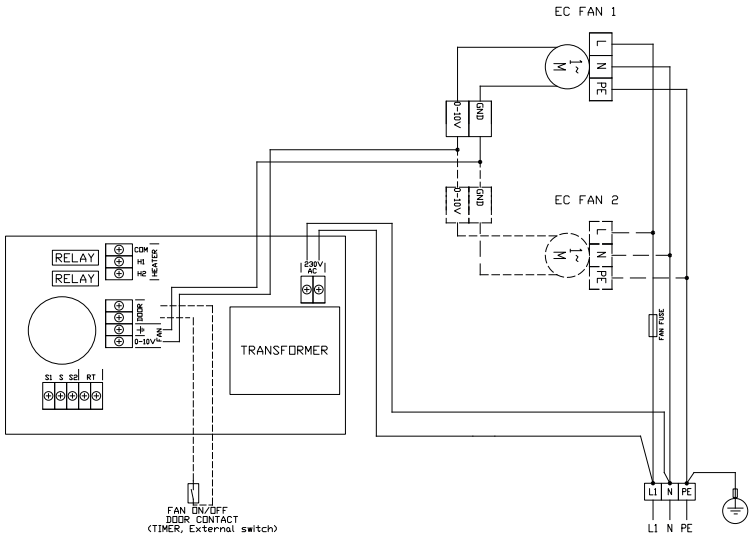 EC FAN 1
L
N
PE
1~
M
0-10V
GND
0-10V
GND
EC FAN 2
L
N
PE
1~
M
RELAY
RELAY
COM
H1
H2
HEATER
230V
AC
DOOR
FAN
0-10V
TRANSFORMER
FAN FUSE
S1 S S2 RT
L1 N PE
L1 N PE
FAN ON/OFF
DOOR CONTACT
(TIMER, External switch)